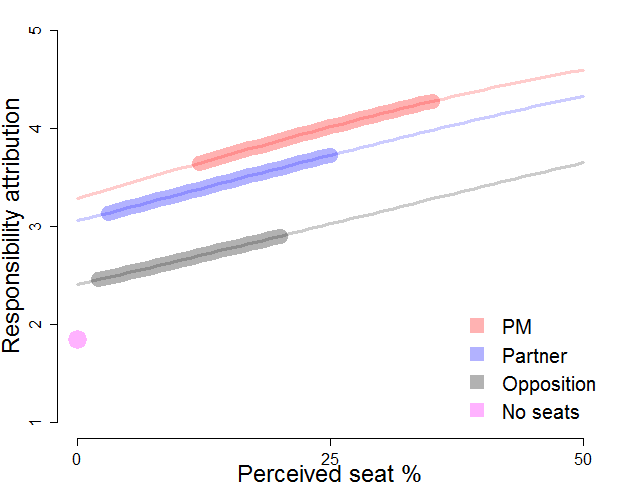 5
4
3
2
1
Responsibility attribution
PM
Partner
Opposition
No seats
0
25
50
Perceived seat %